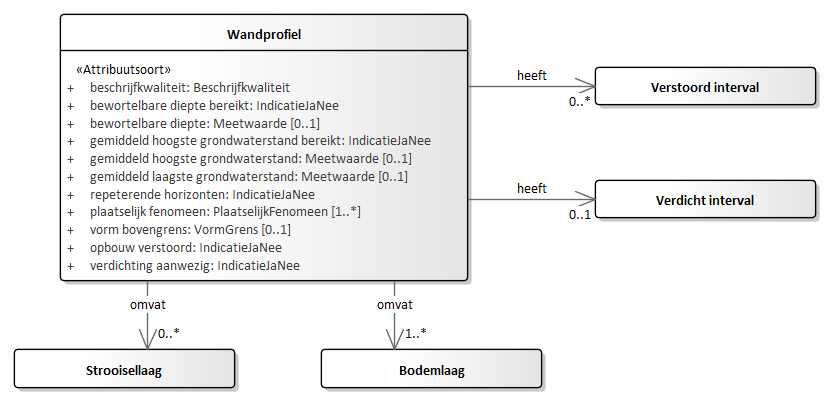 Wandprofiel
«Attribuutsoort»
+ beschrijfkwaliteit: Beschrijfkwaliteit
+ bewortelbare diepte bereikt: IndicatieJaNee
+ bewortelbare diepte: Meetwaarde [0..1]
+ gemiddeld hoogste grondwaterstand bereikt: IndicatieJaNee
+ gemiddeld hoogste grondwaterstand: Meetwaarde [0..1]
+ gemiddeld laagste grondwaterstand: Meetwaarde [0..1]
+ repeterende horizonten: IndicatieJaNee
+ plaatselijk fenomeen: PlaatselijkFenomeen [1..*]
+ vorm bovengrens: VormGrens [0..1]
+ opbouw verstoord: IndicatieJaNee
+ verdichting aanwezig: IndicatieJaNee
heeft
0..*
Verstoord interval
heeft
0..1
Verdicht interval
omvat
0..*
Strooisellaag
omvat
1..*
Bodemlaag